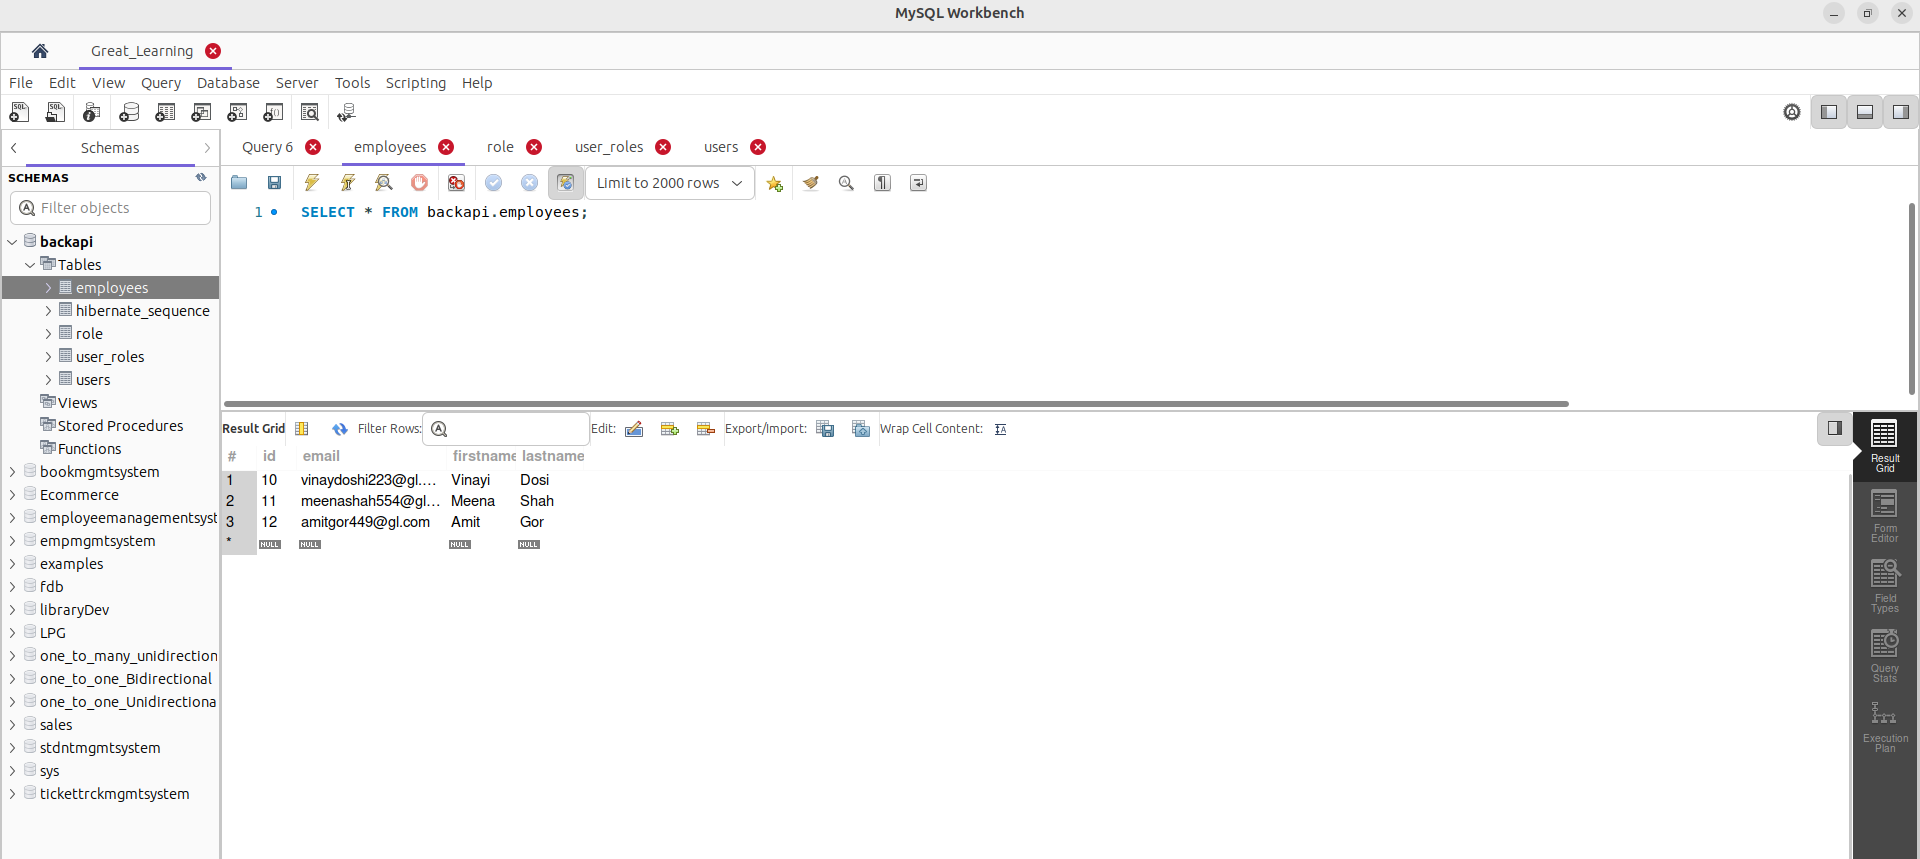 MySQL Workbench
Great_Learning
File Edit View Query Database Server Tools Scripting Help
Schemas
Query 6 employees role user_roles users
SCHEMAS
Limit to 2000 rows
Filter objects
1 SELECT * FROM backapi.employees;
backapi
Tables
employees
hibernate_sequence
role
user_roles
users
Views
Stored Procedures
Functions
bookmgmtsystem
Ecommerce
employeemanagementsyst
empmgmtsystem
examples
fdb
libraryDev
LPG
one_to_many_unidirection
one_to_one_Bidirectional
one_to_one_Unidirectiona
sales
stdntmgmtsystem
sys
tickettrckmgmtsystem
Result Grid Filter Rows: Edit: Export/Import: Wrap Cell Content:
# id email firstname lastname
1 10 vinaydoshi223@gl.... Vinayi Dosi
2 11 meenashah554@gl... Meena Shah
3 12 amitgor449@gl.com Amit Gor
* NULL NULL NULL NULL
Result
Grid
Form
Editor
Field
Types
Query
Stats
Execution
Plan